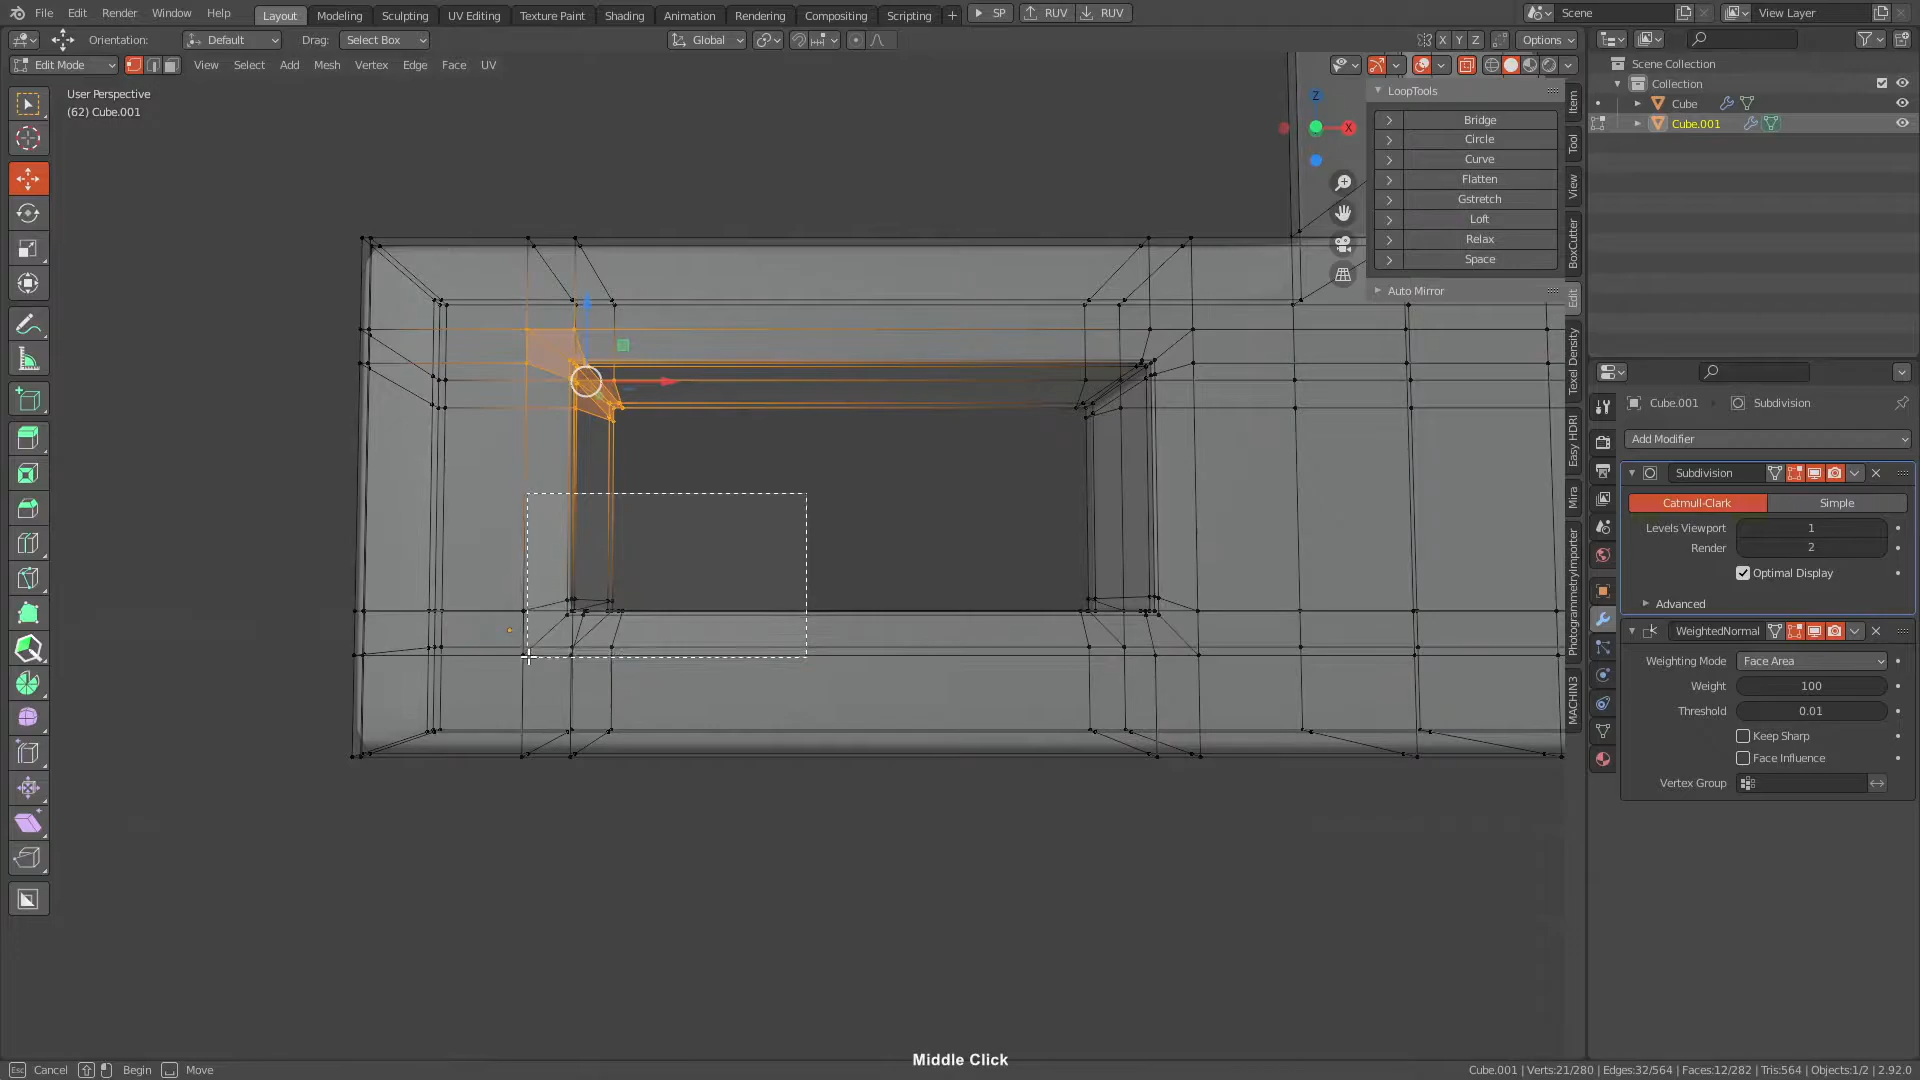 File Edit Render Window Help Layout Modeling Sculpting UV Editing Texture Paint Shading Animation Rendering Compositing Scripting + SP RUV RUV Scene View Layer
Orientation: Default Drag: Select Box Global X Y Z Options
Edit Mode View Select Add Mesh Vertex Edge Face UV
User Perspective
(62) Cube.001
Z
X
LoopTools
Bridge
Circle
Curve
Flatten
Gstretch
Loft
Relax
Space
Auto Mirror
Item
Tool
View
BoxCutter
Edit
Texel Density
Easy HDRI
Mira
PhotogrammetryImporter
MACHIN3
Scene Collection
Collection
Cube
Cube.001
Cube.001 Subdivision
Add Modifier
Subdivision
Catmull-Clark Simple
Levels Viewport 1
Render 2
Optimal Display
Advanced
WeightedNormal
Weighting Mode Face Area
Weight 100
Threshold 0.01
Keep Sharp
Face Influence
Vertex Group
Middle Click
Esc Cancel Begin Move
Cube.001 | Verts:21/280 | Edges:32/564 | Faces:12/282 | Tris:564 | Objects:1/2 | 2.92.0